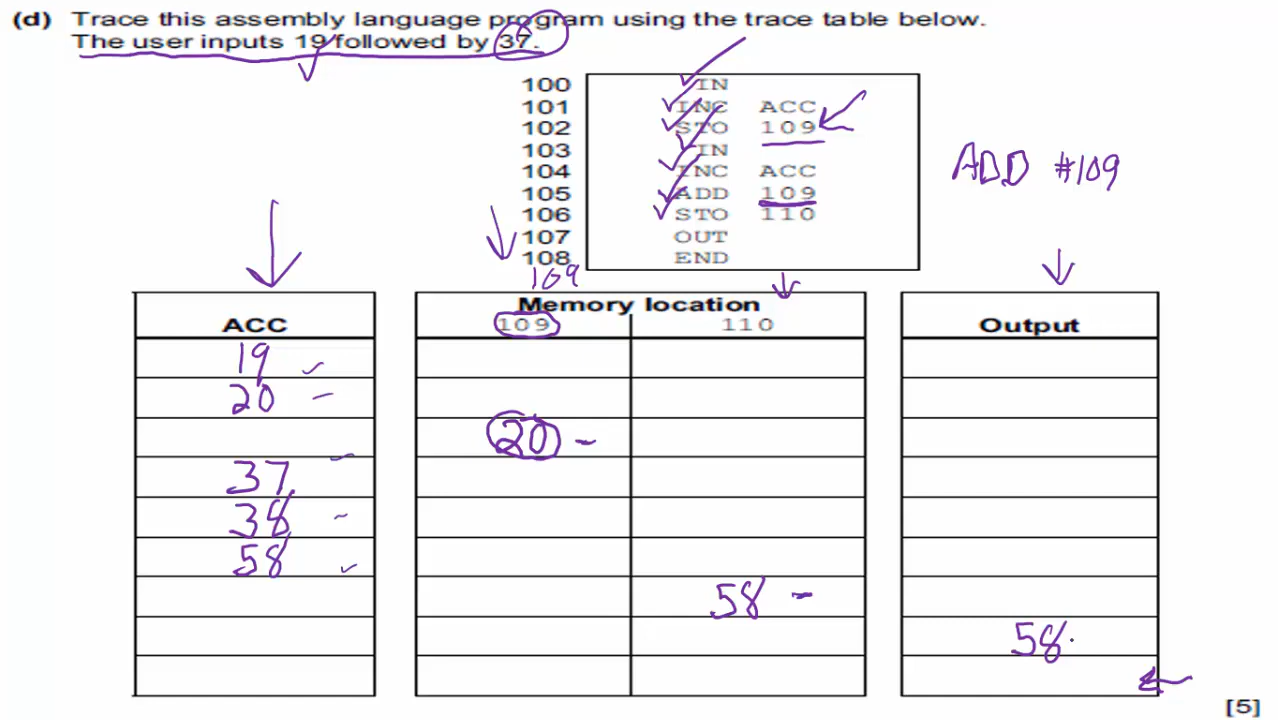 (d) Trace this assembly language program using the trace table below.
The user inputs 19 followed by 37.
100 IN
101 INC ACC
102 STO 109
103 IN
104 INC ACC
105 ADD 109
106 STO 110
107 OUT
108 END
ADD #109
109
ACC
Memory location
109 110
Output
19
20
20
37
38
58
58
58
[5]